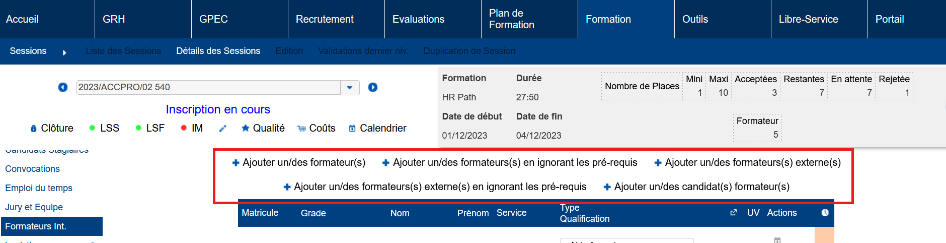 Accueil GRH GPEC Recrutement Evaluations Plan de Formation Formation Outils Libre-Service Portail
Sessions Liste des Sessions Détails des Sessions Edition Validations dernier niv. Duplication de Session
2023/ACCPRO/02 540
Inscription en cours
Clôture LSS LSF IM Qualité Coûts Calendrier
Formation Durée
HR Path 27:50
Date de début Date de fin
01/12/2023 04/12/2023
Mini Maxi Acceptées Restantes En attente Rejetée
Nombre de Places 1 10 3 7 7 1
Formateur
5
Candidats Stagiaires
Convocations
Emploi du temps
Jury et Equipe
Formateurs Int.
Ajouter un/des formateur(s) Ajouter un/des formateurs(s) en ignorant les pré-requis Ajouter un/des formateurs(s) externe(s)
Ajouter un/des formateurs(s) externe(s) en ignorant les pré-requis Ajouter un/des candidat(s) formateur(s)
Matricule Grade Nom Prénom Service Type Qualification UV Actions